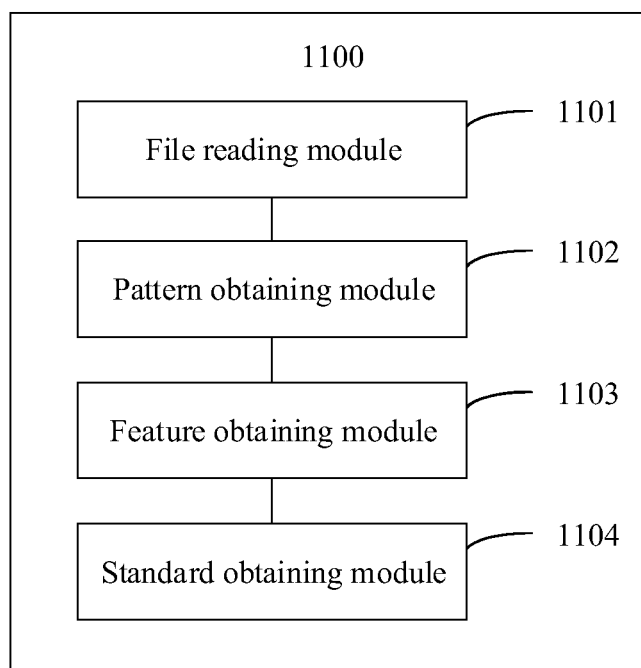 1100
File reading module
1101
Pattern obtaining module
1102
Feature obtaining module
1103
Standard obtaining module
1104